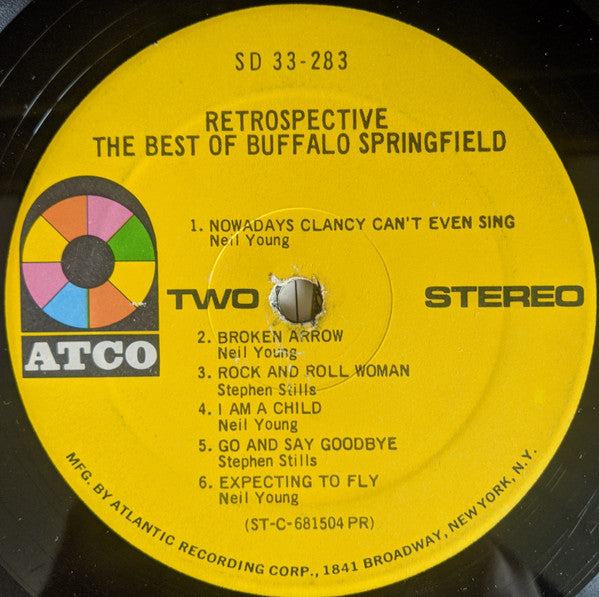 SD 33-283
RETROSPECTIVE
THE BEST OF BUFFALO SPRINGFIELD
1. NOWADAYS CLANCY CAN'T EVEN SING
Neil Young
ATCO
TWO
STEREO
2. BROKEN ARROW
Neil Young
3. ROCK AND ROLL WOMAN
Stephen Stills
4. I AM A CHILD
Neil Young
5. GO AND SAY GOODBYE
Stephen Stills
6. EXPECTING TO FLY
Neil Young
(ST-C-681504 PR)
MFG. BY ATLANTIC RECORDING CORP., 1841 BROADWAY, NEW YORK, N.Y.